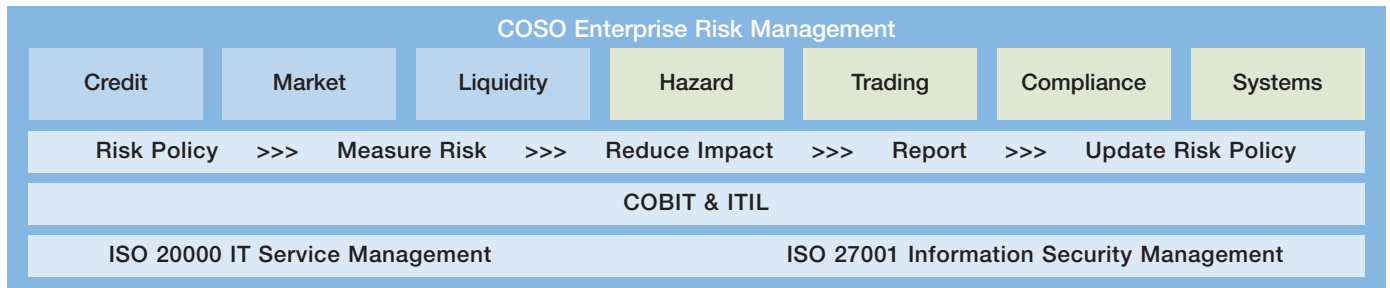 COSO Enterprise Risk Management
Credit Market Liquidity Hazard Trading Compliance Systems
Risk Policy >>> Measure Risk >>> Reduce Impact >>> Report >>> Update Risk Policy
COBIT & ITIL
ISO 20000 IT Service Management ISO 27001 Information Security Management